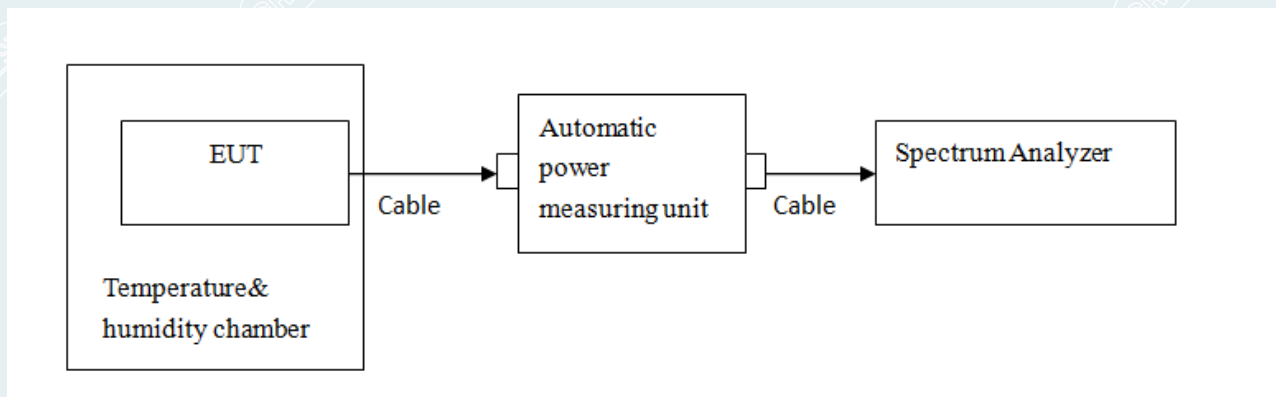 EUT
Cable
Temperature&
humidity chamber
Automatic
power
measuring unit
Cable
Spectrum Analyzer